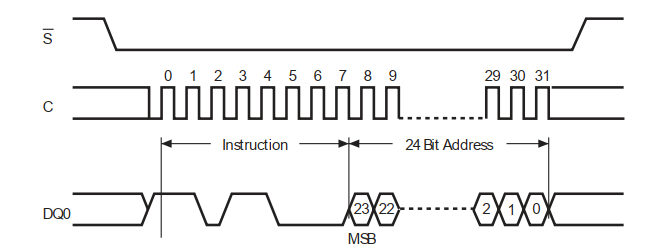 S
0 1 2 3 4 5 6 7 8 9 29 30 31
C
Instruction 24 Bit Address
DQ0 23 22 2 1 0
MSB